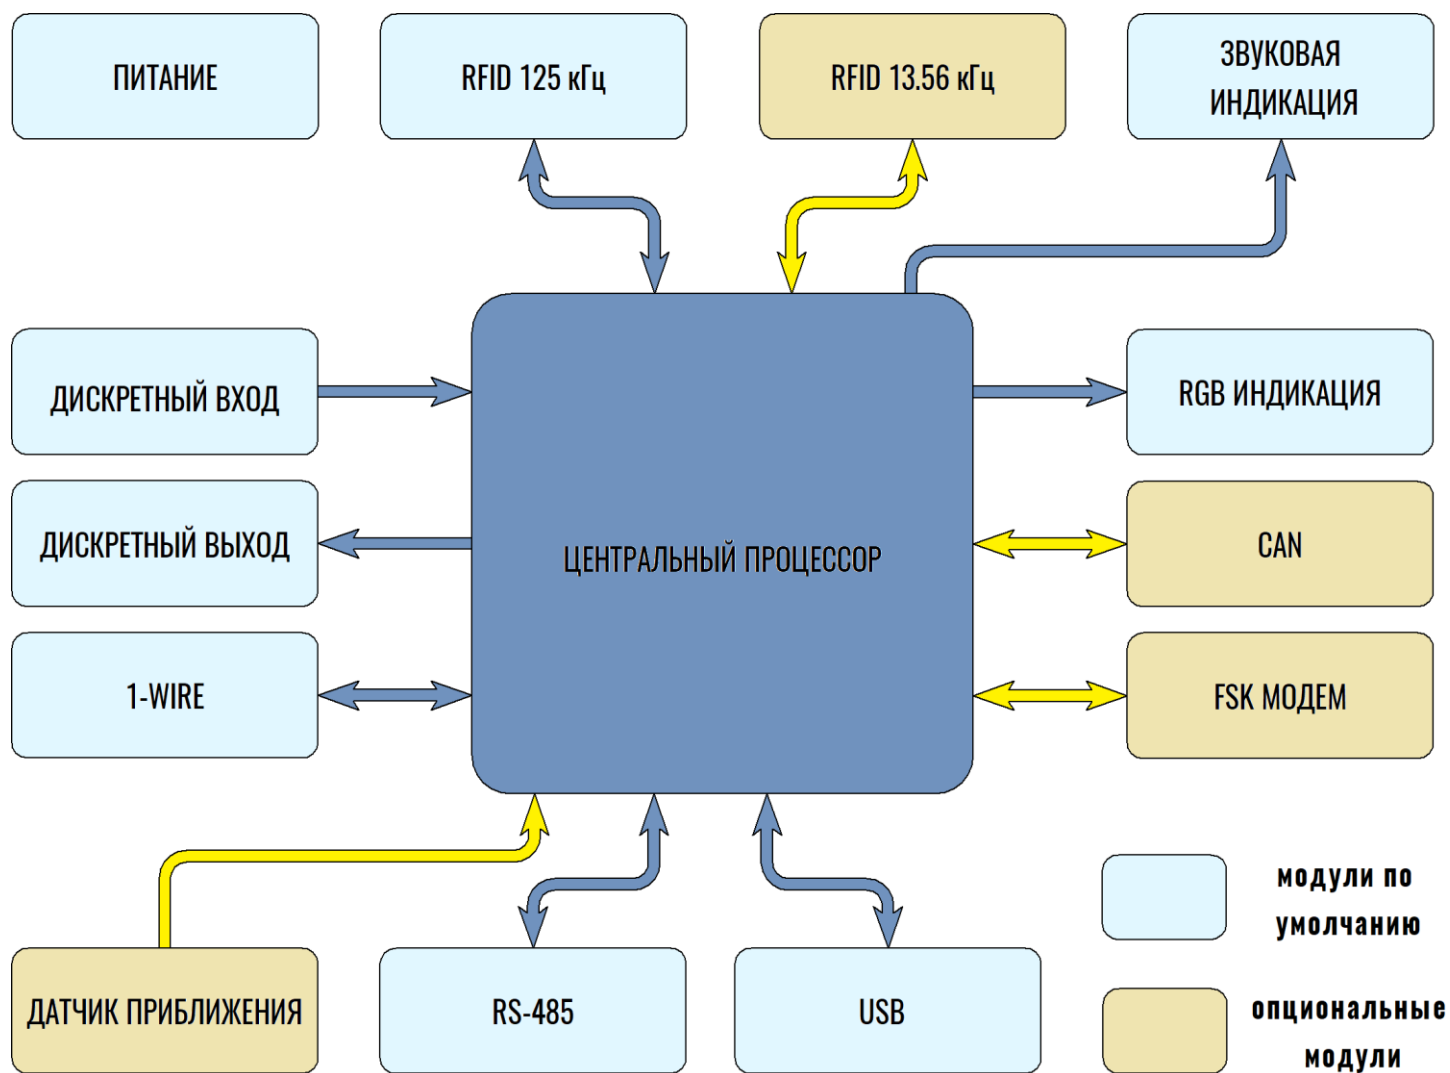 ПИТАНИЕ
RFID 125 кГц
RFID 13.56 кГц
ЗВУКОВАЯ
ИНДИКАЦИЯ
ДИСКРЕТНЫЙ ВХОД
RGB ИНДИКАЦИЯ
ДИСКРЕТНЫЙ ВЫХОД
ЦЕНТРАЛЬНЫЙ ПРОЦЕССОР
CAN
1-WIRE
FSK МОДЕМ
ДАТЧИК ПРИБЛИЖЕНИЯ
RS-485
USB
модули по
умолчанию
опциональные
модули